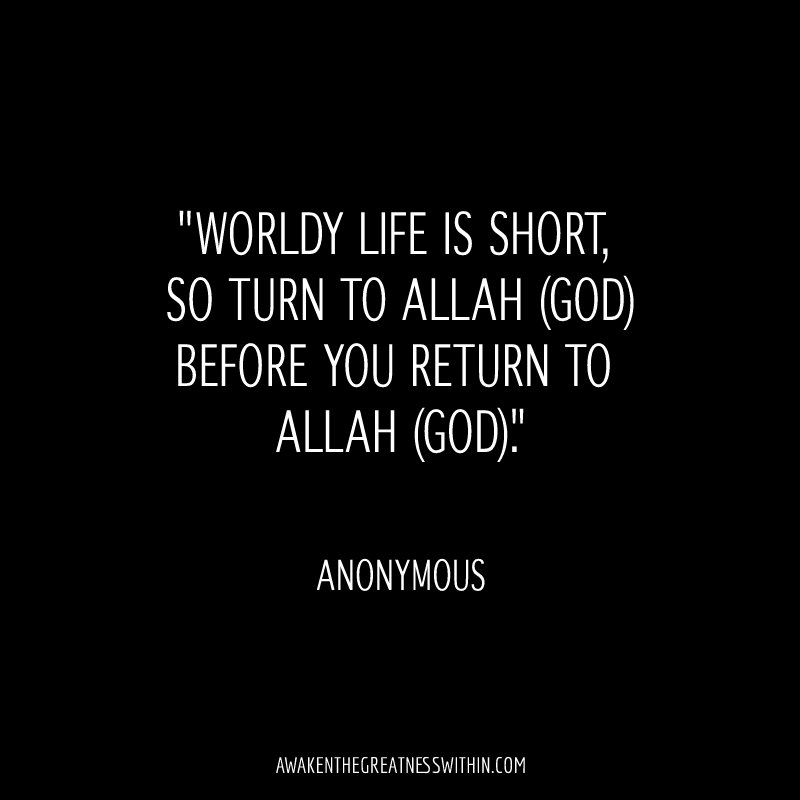 "WORLDY LIFE IS SHORT,
SO TURN TO ALLAH (GOD)
BEFORE YOU RETURN TO
ALLAH (GOD)."
ANONYMOUS
AWAKENTHEGREATNESSWITHIN.COM